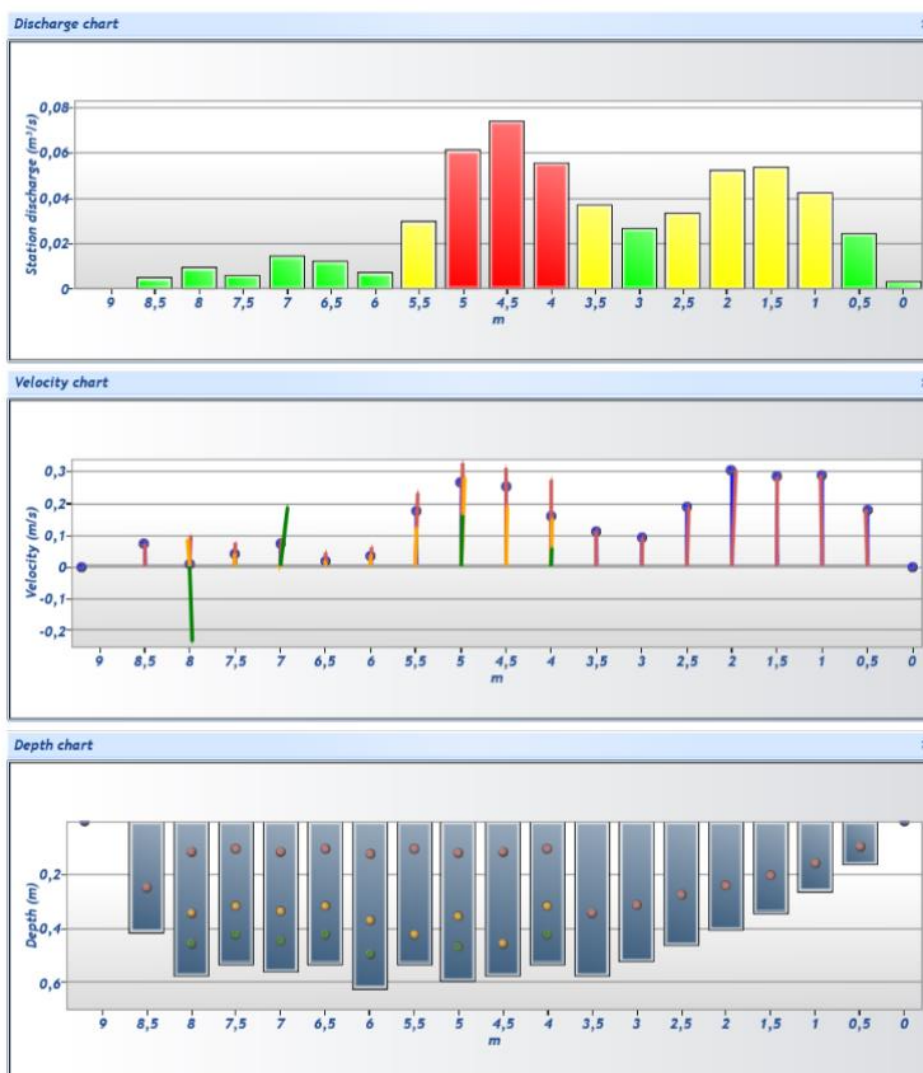 Discharge chart
Station discharge (m³/s)
0,08
0,06
0,04
0,02
0
9 8,5 8 7,5 7 6,5 6 5,5 5 4,5 4 3,5 3 2,5 2 1,5 1 0,5 0
m
Velocity chart
Velocity (m/s)
0,3
0,2
0,1
0
-0,1
-0,2
9 8,5 8 7,5 7 6,5 6 5,5 5 4,5 4 3,5 3 2,5 2 1,5 1 0,5 0
m
Depth chart
Depth (m)
0,2
0,4
0,6
9 8,5 8 7,5 7 6,5 6 5,5 5 4,5 4 3,5 3 2,5 2 1,5 1 0,5 0
m